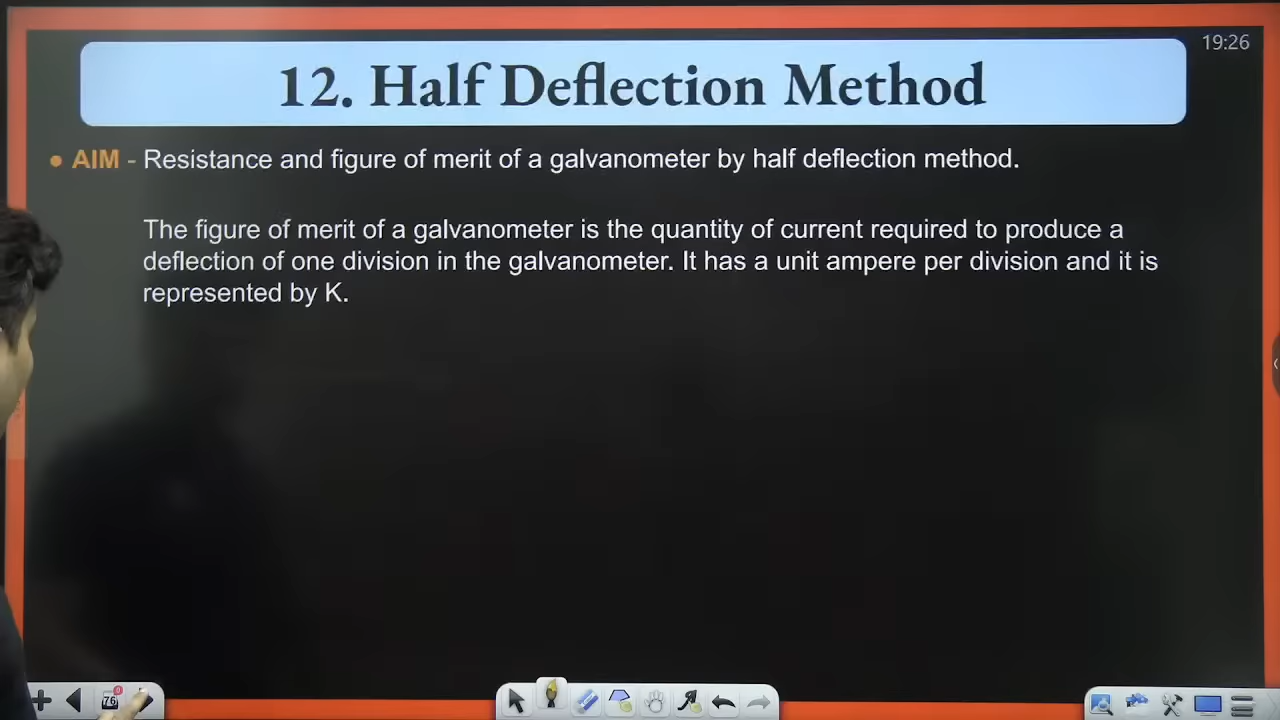 19:26
12. Half Deflection Method
● AIM - Resistance and figure of merit of a galvanometer by half deflection method.
The figure of merit of a galvanometer is the quantity of current required to produce a
deflection of one division in the galvanometer. It has a unit ampere per division and it is
represented by K.
76